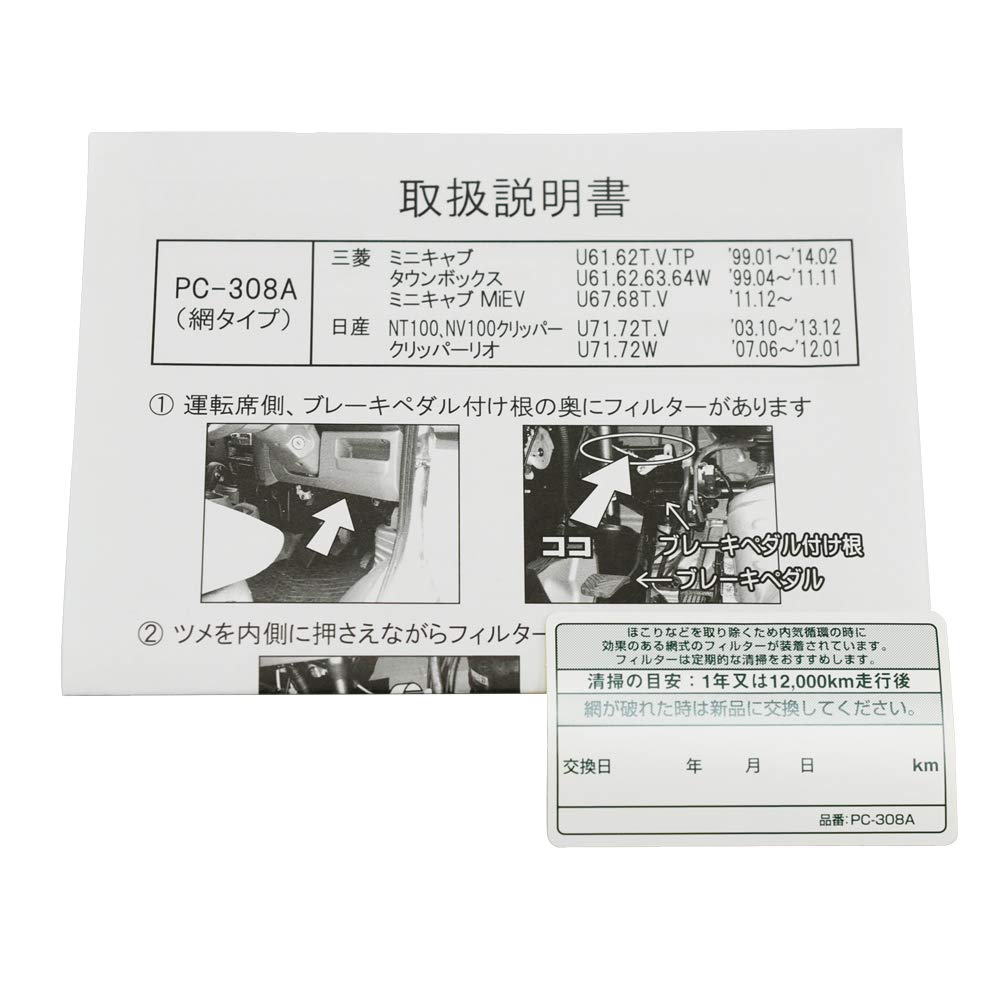 取扱説明書
PC-308A
(網タイプ)
三菱 ミニキャブ U61.62T.V.TP '99.01～'14.02
タウンボックス U61.62.63.64W '99.04～'11.11
ミニキャブ MiEV U67.68T.V '11.12～
日産 NT100、NV100クリッパー U71.72T.V '03.10～'13.12
クリッパーリオ U71.72W '07.06～'12.01
① 運転席側、ブレーキペダル付け根の奥にフィルターがあります
ココ
ブレーキペダル付け根
ブレーキペダル
② ツメを内側に押さえながらフィルター
ほこりなどを取り除くため内気循環の時に
効果のある網式のフィルターが装着されています。
フィルターは定期的な清掃をおすすめします。
清掃の目安：1年又は12,000km走行後
網が破れた時は新品に交換してください。
交換日 年 月 日 km
品番：PC-308A